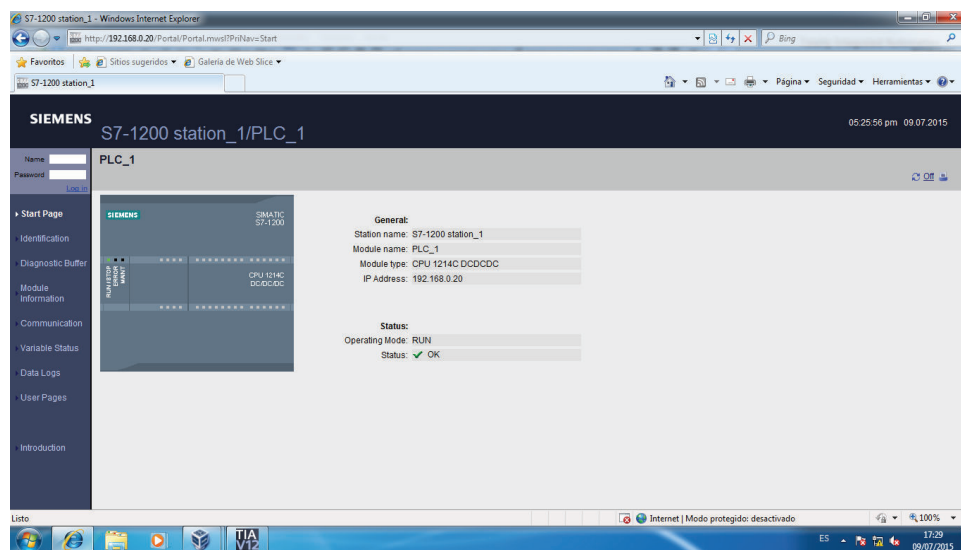 S7-1200 station_1 - Windows Internet Explorer
http://192.168.0.20/Portal/Portal.mwsl?PriNav=Start
Bing
Favoritos Sitios sugeridos Galería de Web Slice
S7-1200 station_1
Página Seguridad Herramientas
SIEMENS
S7-1200 station_1/PLC_1
05:25:56 pm 09.07.2015
Name
Password
Log in
PLC_1
Off
Start Page
Identification
Diagnostic Buffer
Module
Information
Communication
Variable Status
Data Logs
User Pages
Introduction
SIEMENS
SIMATIC
S7-1200
RUN / STOP
ERROR
MAINT
CPU 1214C
DC/DC/DC
General:
Station name: S7-1200 station_1
Module name: PLC_1
Module type: CPU 1214C DCDCDC
IP Address: 192.168.0.20
Status:
Operating Mode: RUN
Status: OK
Listo
Internet | Modo protegido: desactivado
100%
TIA
V12
ES
17:29
09/07/2015